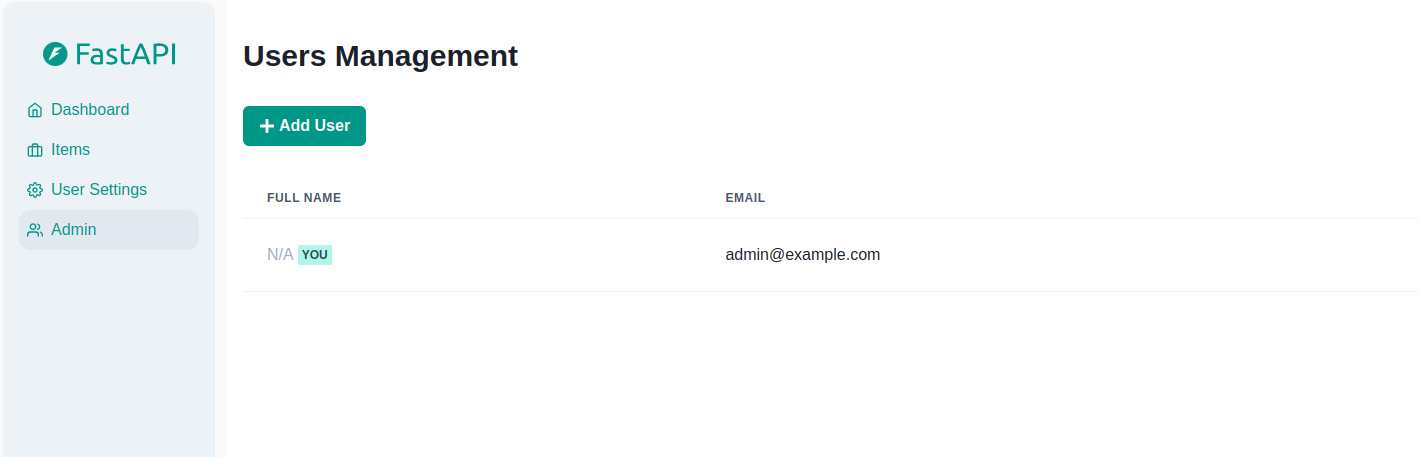 FastAPI
Dashboard
Items
User Settings
Admin
Users Management
Add User
FULL NAME EMAIL
N/A YOU admin@example.com